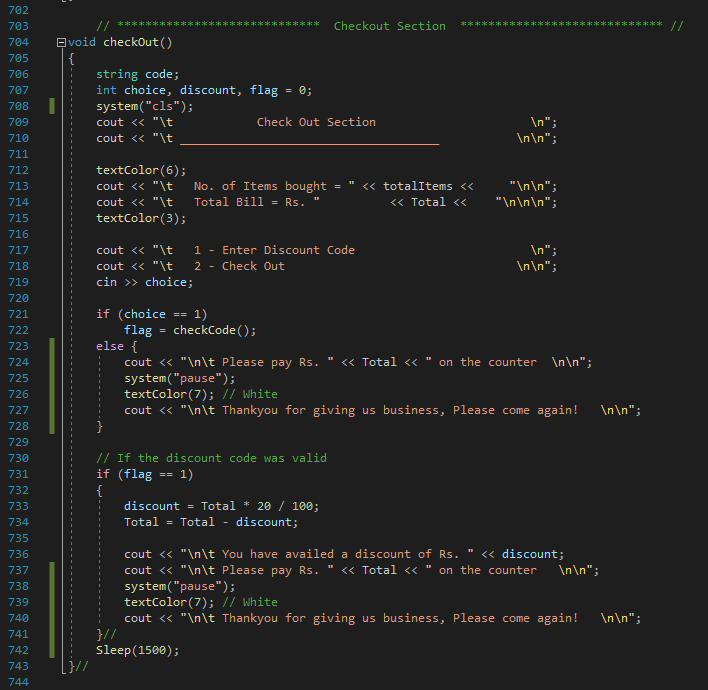 702
703 // ***************************** Checkout Section ***************************** //
704 void checkOut()
705 {
706 string code;
707 int choice, discount, flag = 0;
708 system("cls");
709 cout << "\t            Check Out Section                      \n";
710 cout << "\t _____________________________________           \n\n";
711
712 textColor(6);
713 cout << "\t   No. of Items bought = " << totalItems <<     "\n\n";
714 cout << "\t   Total Bill = Rs. "          << Total <<    "\n\n\n";
715 textColor(3);
716
717 cout << "\t   1 - Enter Discount Code                         \n";
718 cout << "\t   2 - Check Out                                 \n\n";
719 cin >> choice;
720
721 if (choice == 1)
722 flag = checkCode();
723 else {
724 cout << "\n\t Please pay Rs. " << Total << " on the counter  \n\n";
725 system("pause");
726 textColor(7); // White
727 cout << "\n\t Thankyou for giving us business, Please come again!   \n\n";
728 }
729
730 // If the discount code was valid
731 if (flag == 1)
732 {
733 discount = Total * 20 / 100;
734 Total = Total - discount;
735
736 cout << "\n\t You have availed a discount of Rs. " << discount;
737 cout << "\n\t Please pay Rs. " << Total << " on the counter   \n\n";
738 system("pause");
739 textColor(7); // White
740 cout << "\n\t Thankyou for giving us business, Please come again!   \n\n";
741 }//
742 Sleep(1500);
743 }//
744